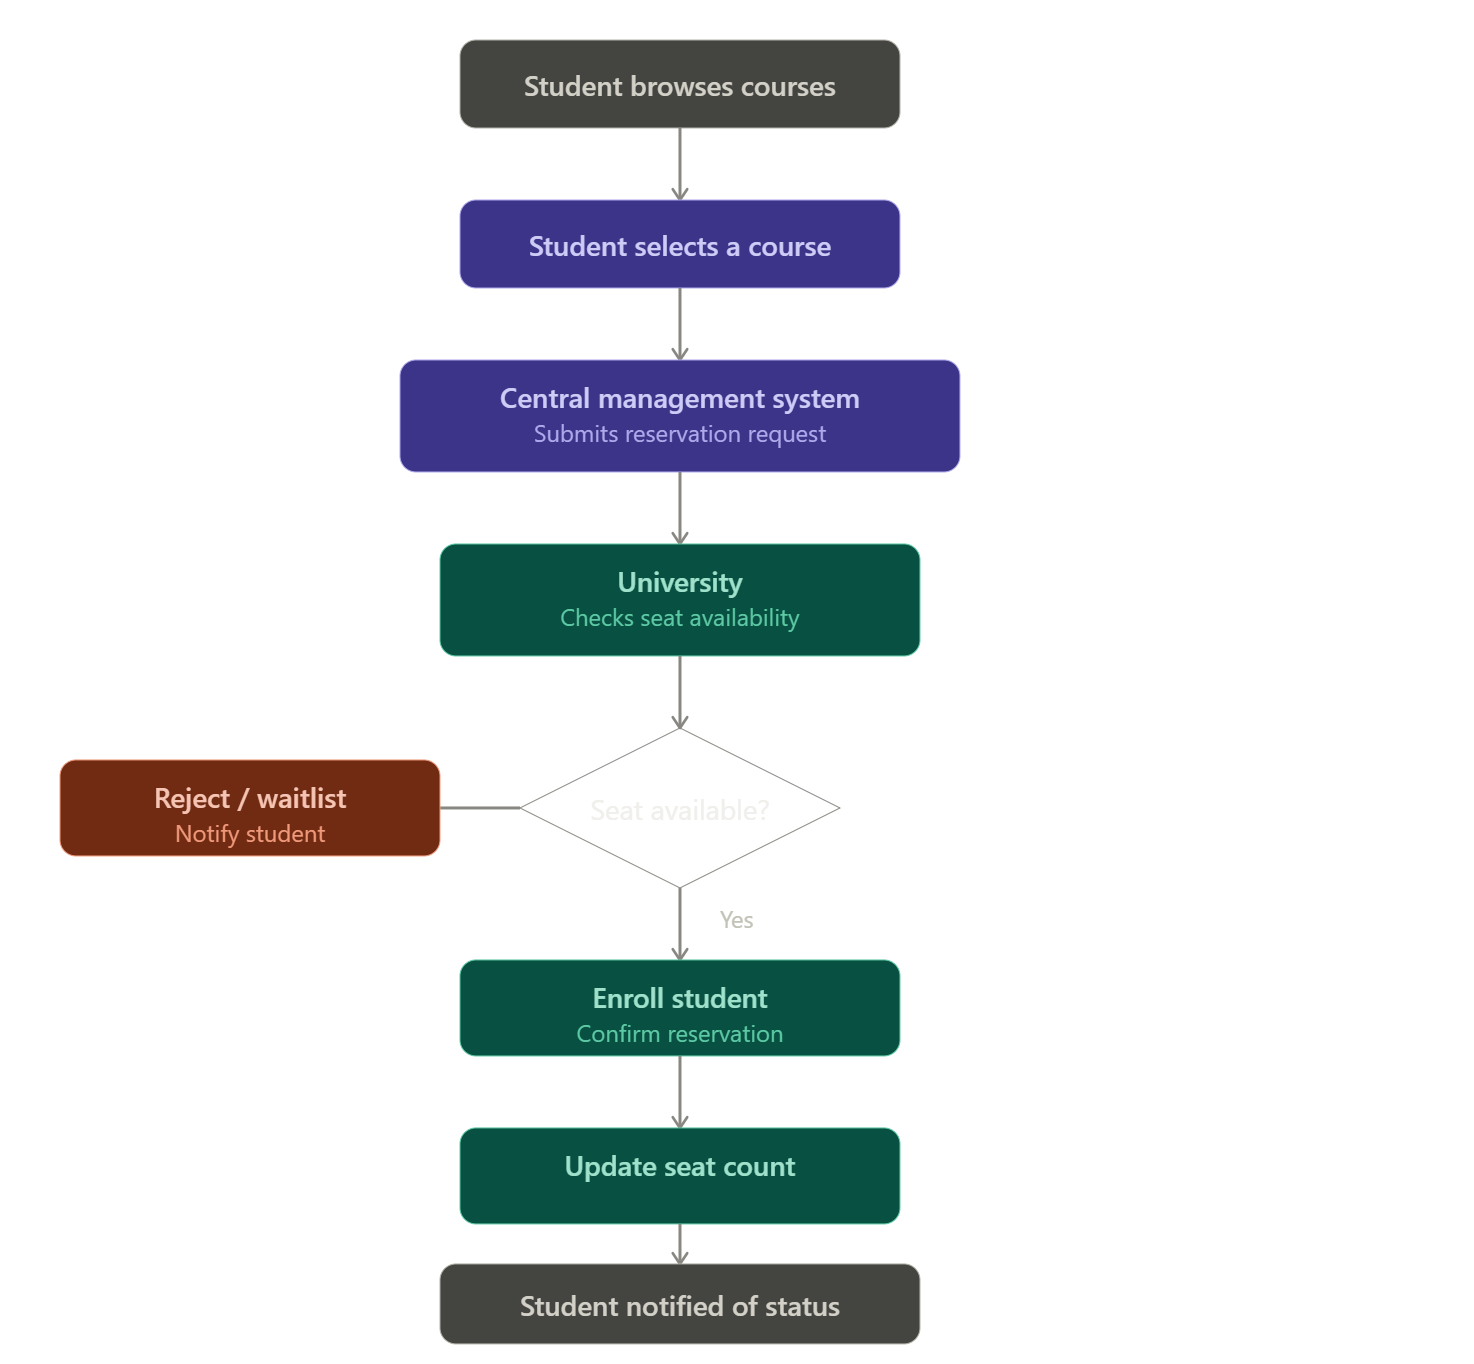 Student browses courses
Student selects a course
Central management system
Submits reservation request
University
Checks seat availability
Seat available?
Reject / waitlist
Notify student
Yes
Enroll student
Confirm reservation
Update seat count
Student notified of status